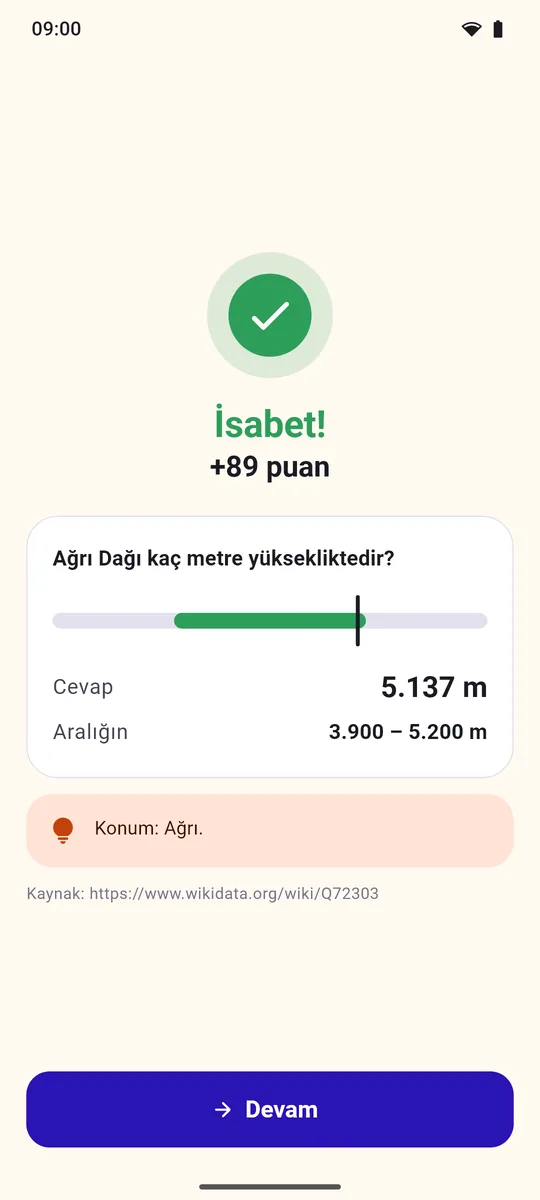 09:00
İsabet!
+89 puan
Ağrı Dağı kaç metre yüksekliktedir?
Cevap 5.137 m
Aralığın 3.900 – 5.200 m
Konum: Ağrı.
Kaynak: https://www.wikidata.org/wiki/Q72303
Devam